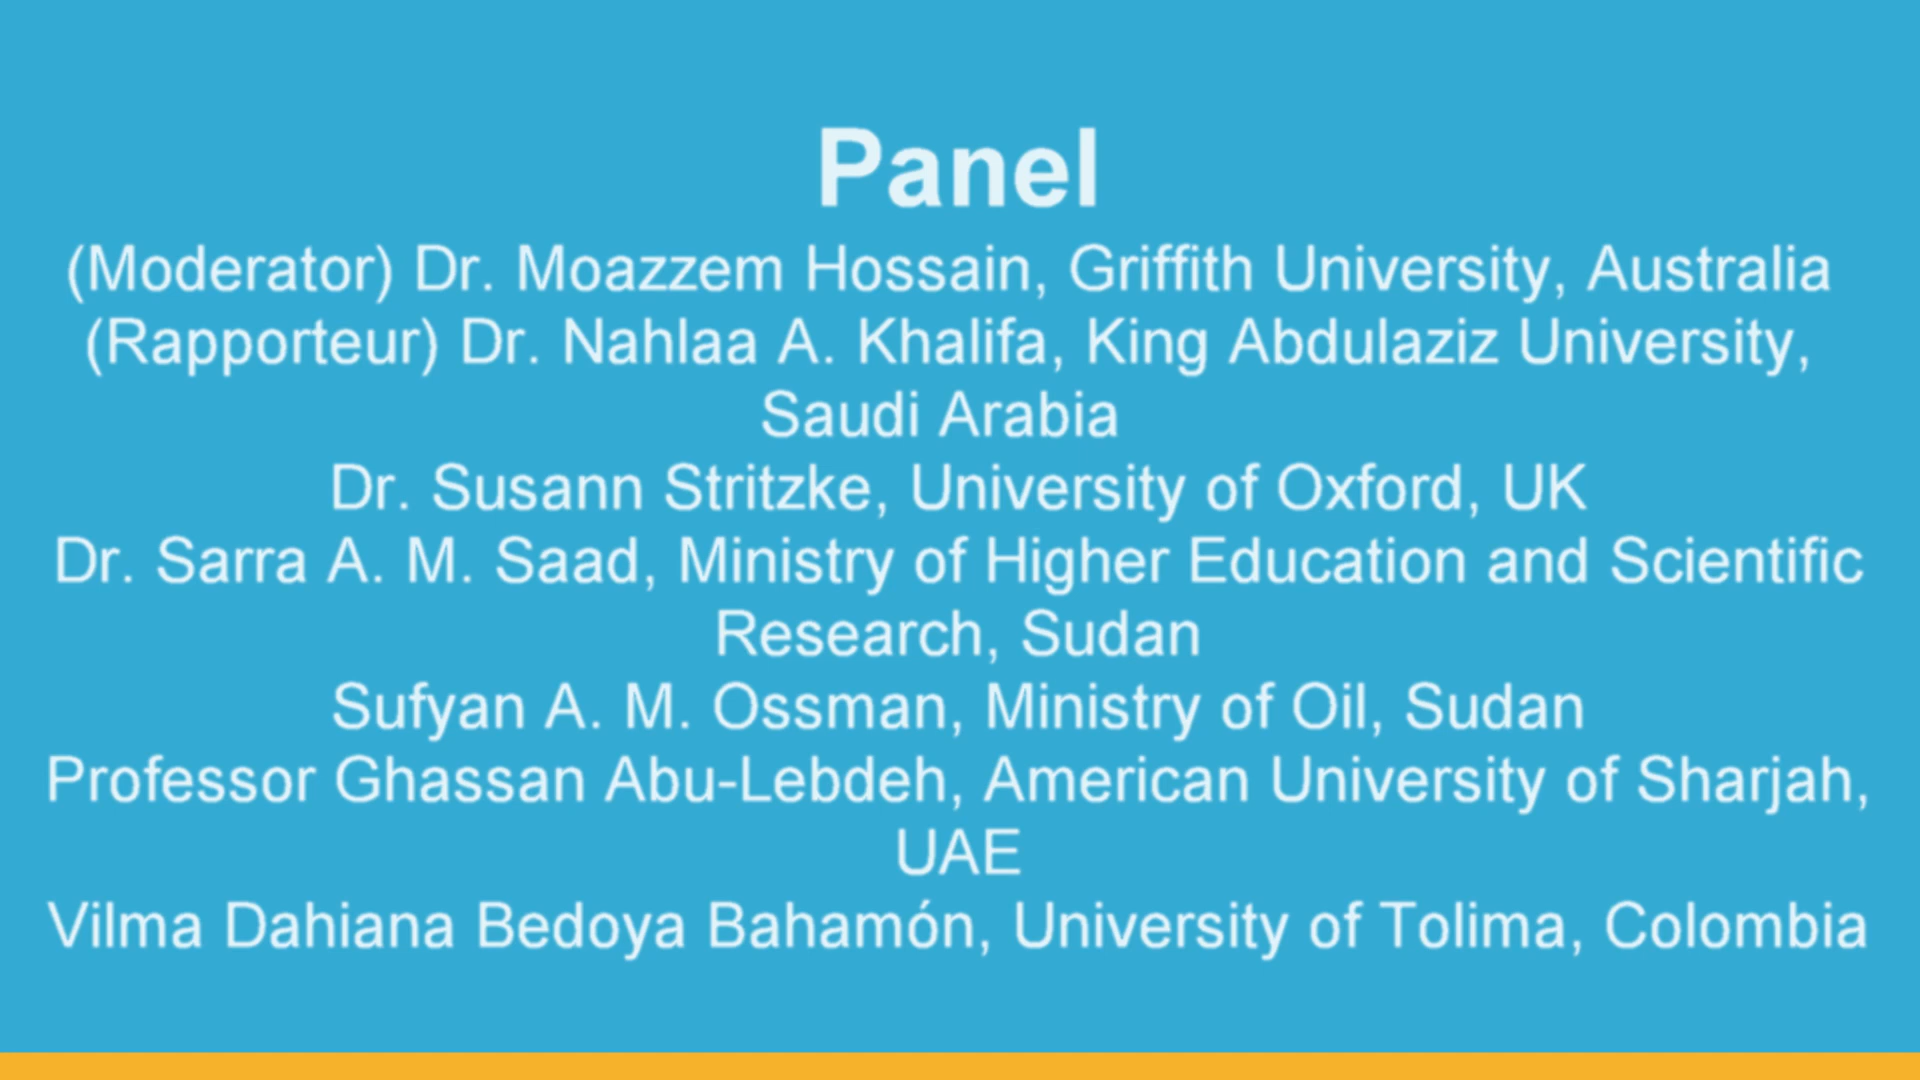 Panel
(Moderator) Dr. Moazzem Hossain, Griffith University, Australia
(Rapporteur) Dr. Nahlaa A. Khalifa, King Abdulaziz University,
Saudi Arabia
Dr. Susann Stritzke, University of Oxford, UK
Dr. Sarra A. M. Saad, Ministry of Higher Education and Scientific
Research, Sudan
Sufyan A. M. Ossman, Ministry of Oil, Sudan
Professor Ghassan Abu-Lebdeh, American University of Sharjah,
UAE
Vilma Dahiana Bedoya Bahamón, University of Tolima, Colombia